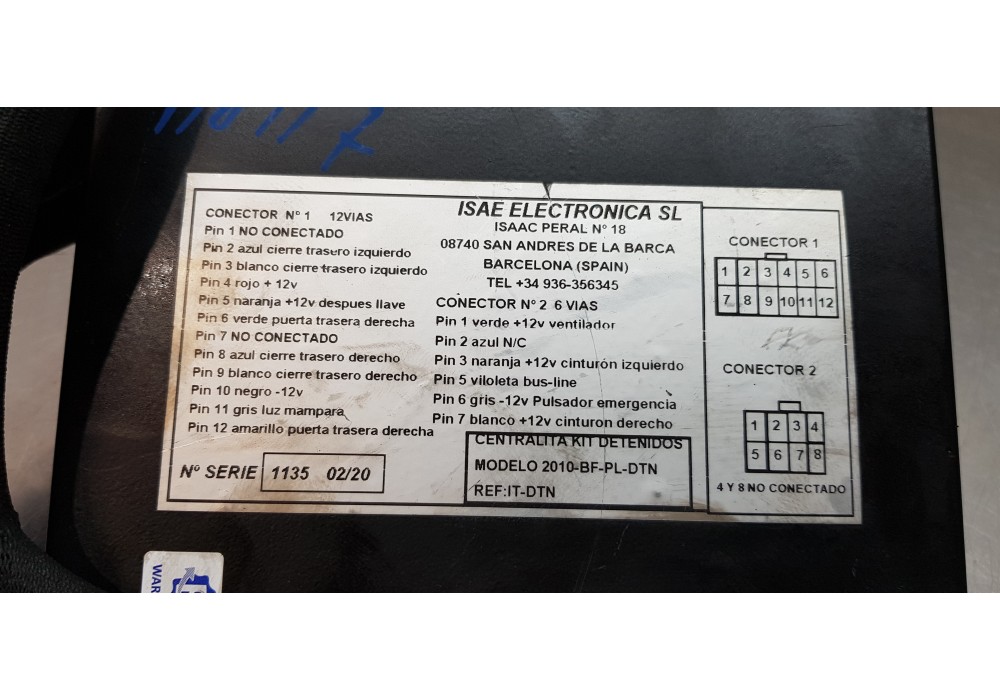 CONECTOR Nº 1 12VIAS
Pin 1 NO CONECTADO
Pin 2 azul cierre trasero izquierdo
Pin 3 blanco cierre trasero izquierdo
Pin 4 rojo + 12v
Pin 5 naranja +12v despues llave
Pin 6 verde puerta trasera derecha
Pin 7 NO CONECTADO
Pin 8 azul cierre trasero derecho
Pin 9 blanco cierre trasero derecho
Pin 10 negro -12v
Pin 11 gris luz mampara
Pin 12 amarillo puerta trasera derecha
Nº SERIE 1135 02/20
ISAE ELECTRONICA SL
ISAAC PERAL Nº 18
08740 SAN ANDRES DE LA BARCA
BARCELONA (SPAIN)
TEL +34 936-356345
CONECTOR Nº 2 6 VIAS
Pin 1 verde +12v ventilador
Pin 2 azul N/C
Pin 3 naranja +12v cinturón izquierdo
Pin 5 viloleta bus-line
Pin 6 gris -12v Pulsador emergencia
Pin 7 blanco +12v cinturon derecho
CENTRALITA KIT DETENIDOS
MODELO 2010-BF-PL-DTN
REF:IT-DTN
CONECTOR 1
1 2 3 4 5 6
7 8 9 10 11 12
CONECTOR 2
1 2 3 4
5 6 7 8
4 Y 8 NO CONECTADO